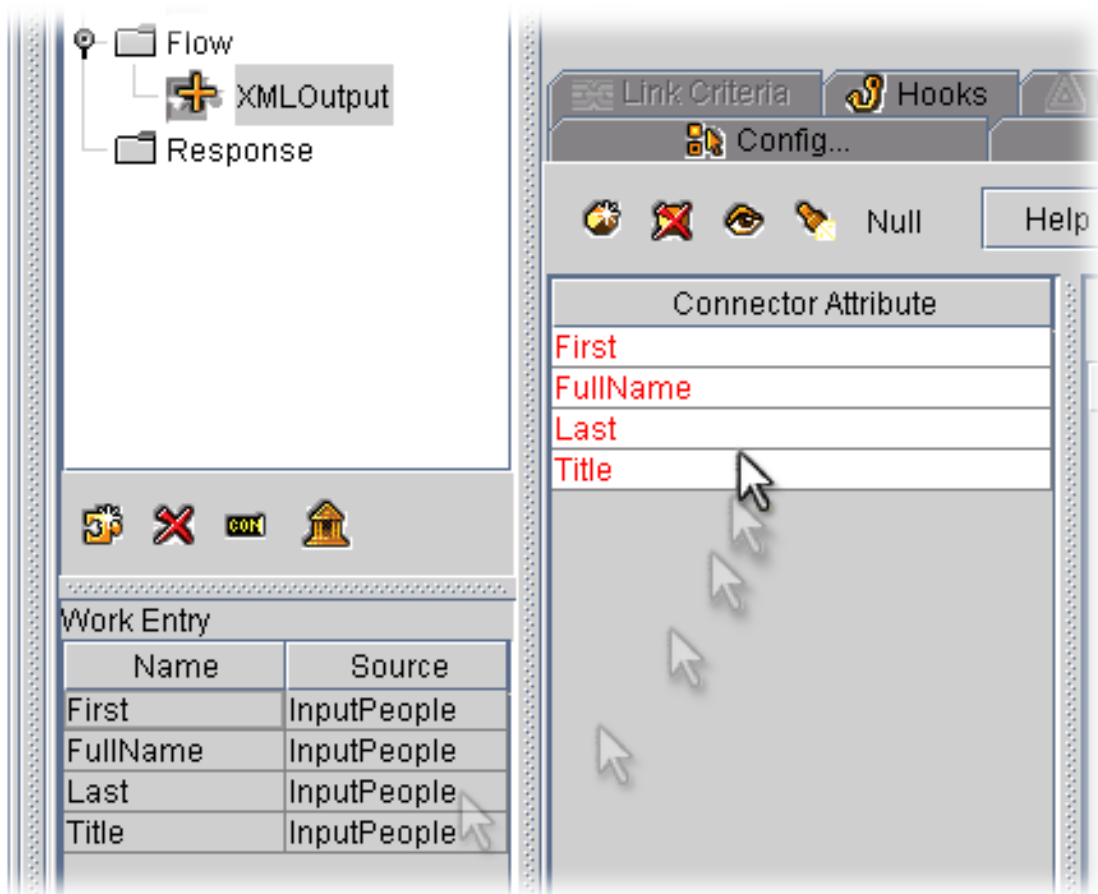 Flow
XMLOutput
Response
Link Criteria
Hooks
Config...
Null
Help
Connector Attribute
First
FullName
Last
Title
CON
Work Entry
Name Source
First InputPeople
FullName InputPeople
Last InputPeople
Title InputPeople